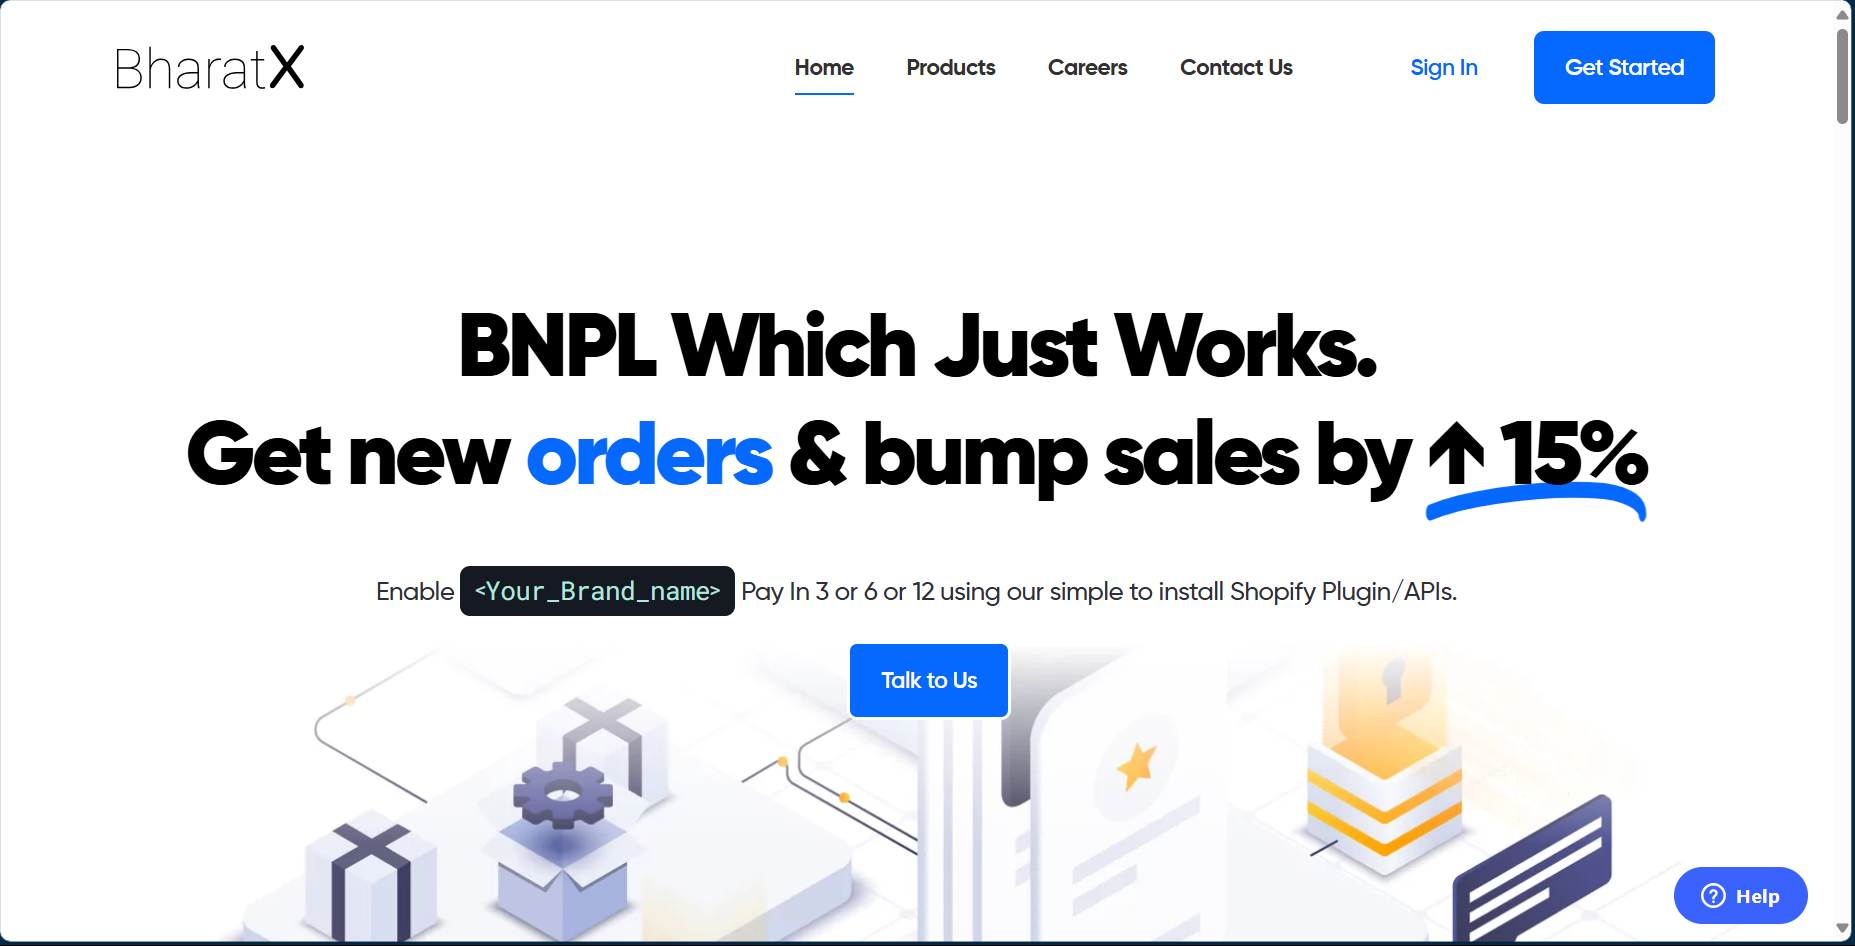 BharatX
Home
Products
Careers
Contact Us
Sign In
Get Started
BNPL Which Just Works.
Get new orders & bump sales by ↑ 15%
Enable <Your_Brand_name> Pay In 3 or 6 or 12 using our simple to install Shopify Plugin/APIs.
Talk to Us
? Help